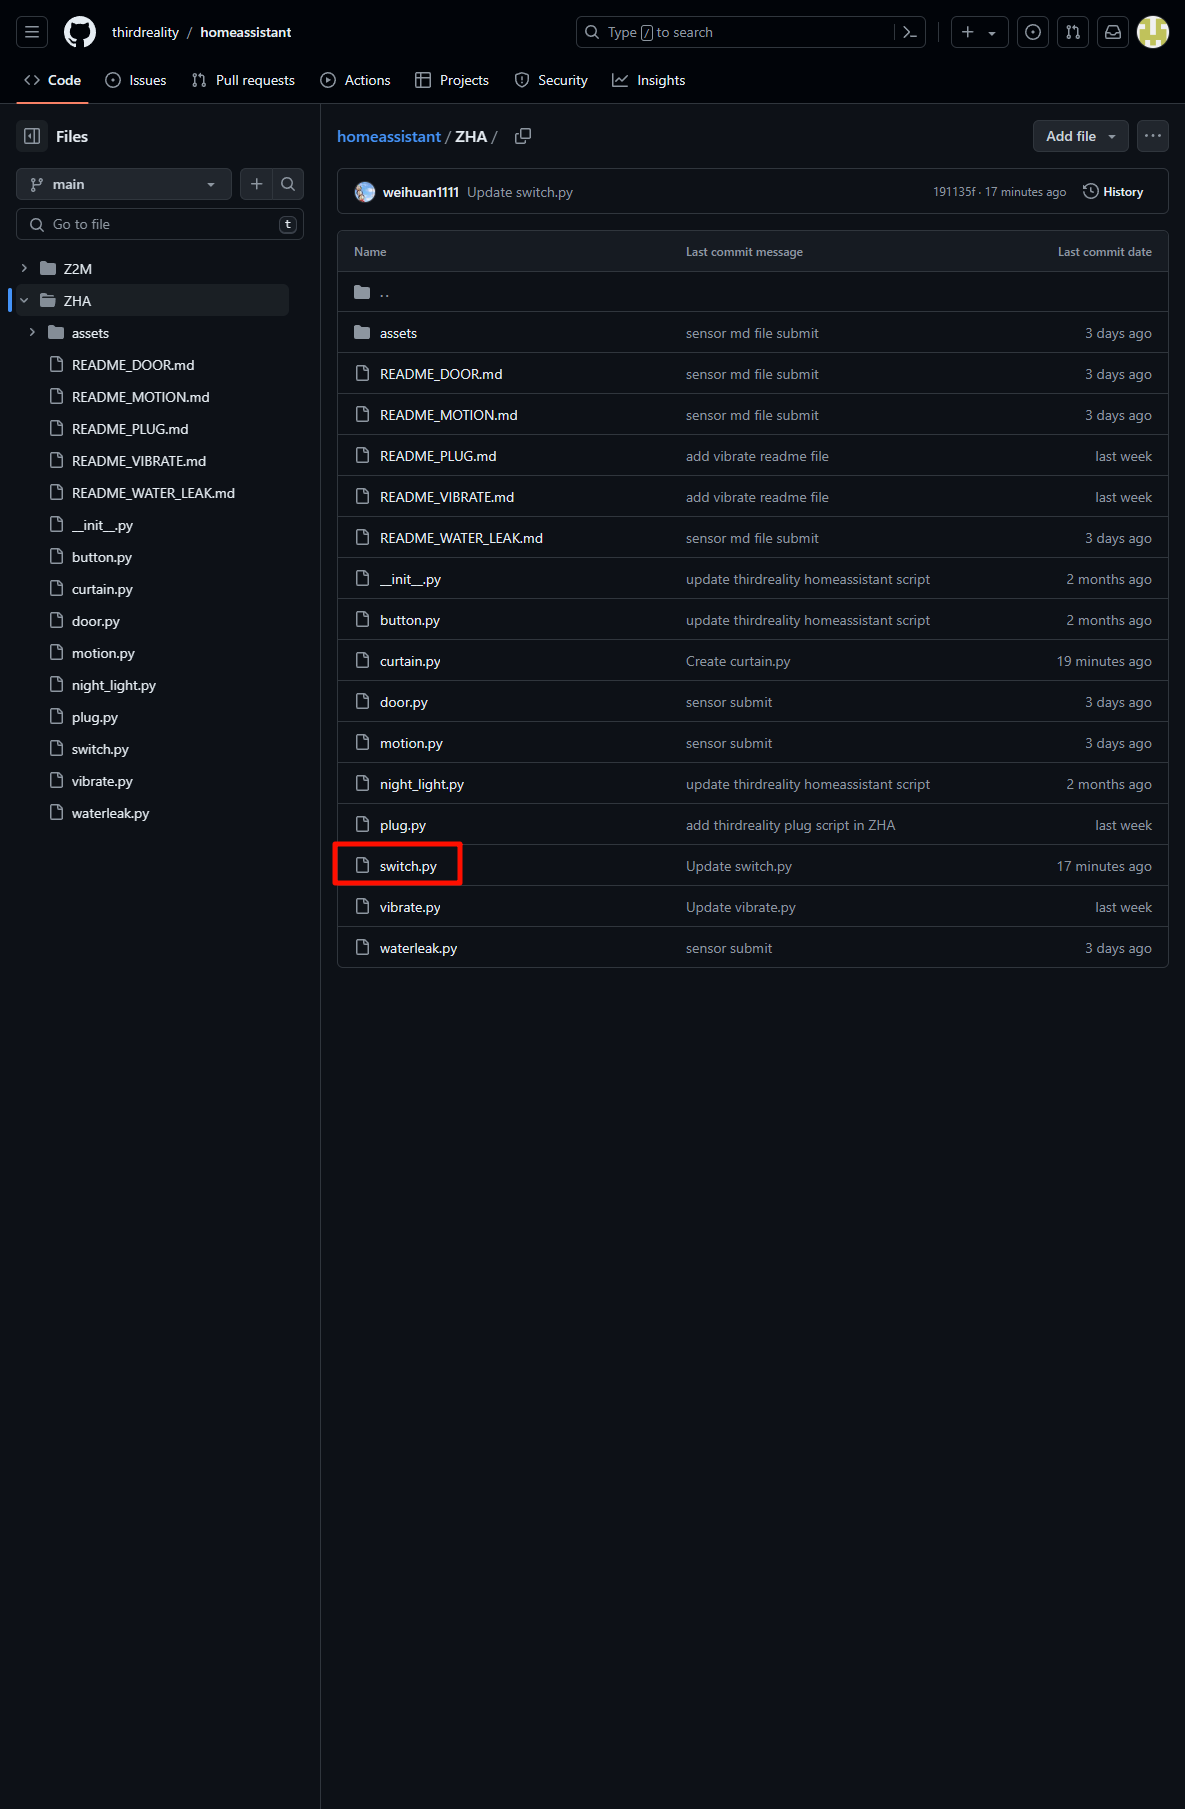 thirdreality / homeassistant
Type / to search
Code Issues Pull requests Actions Projects Security Insights
Files
main
Go to file t
Z2M
ZHA
assets
README_DOOR.md
README_MOTION.md
README_PLUG.md
README_VIBRATE.md
README_WATER_LEAK.md
__init__.py
button.py
curtain.py
door.py
motion.py
night_light.py
plug.py
switch.py
vibrate.py
waterleak.py
homeassistant / ZHA /
Add file
weihuan1111 Update switch.py 191135f · 17 minutes ago History
Name Last commit message Last commit date
..
assets sensor md file submit 3 days ago
README_DOOR.md sensor md file submit 3 days ago
README_MOTION.md sensor md file submit 3 days ago
README_PLUG.md add vibrate readme file last week
README_VIBRATE.md add vibrate readme file last week
README_WATER_LEAK.md sensor md file submit 3 days ago
__init__.py update thirdreality homeassistant script 2 months ago
button.py update thirdreality homeassistant script 2 months ago
curtain.py Create curtain.py 19 minutes ago
door.py sensor submit 3 days ago
motion.py sensor submit 3 days ago
night_light.py update thirdreality homeassistant script 2 months ago
plug.py add thirdreality plug script in ZHA last week
switch.py Update switch.py 17 minutes ago
vibrate.py Update vibrate.py last week
waterleak.py sensor submit 3 days ago